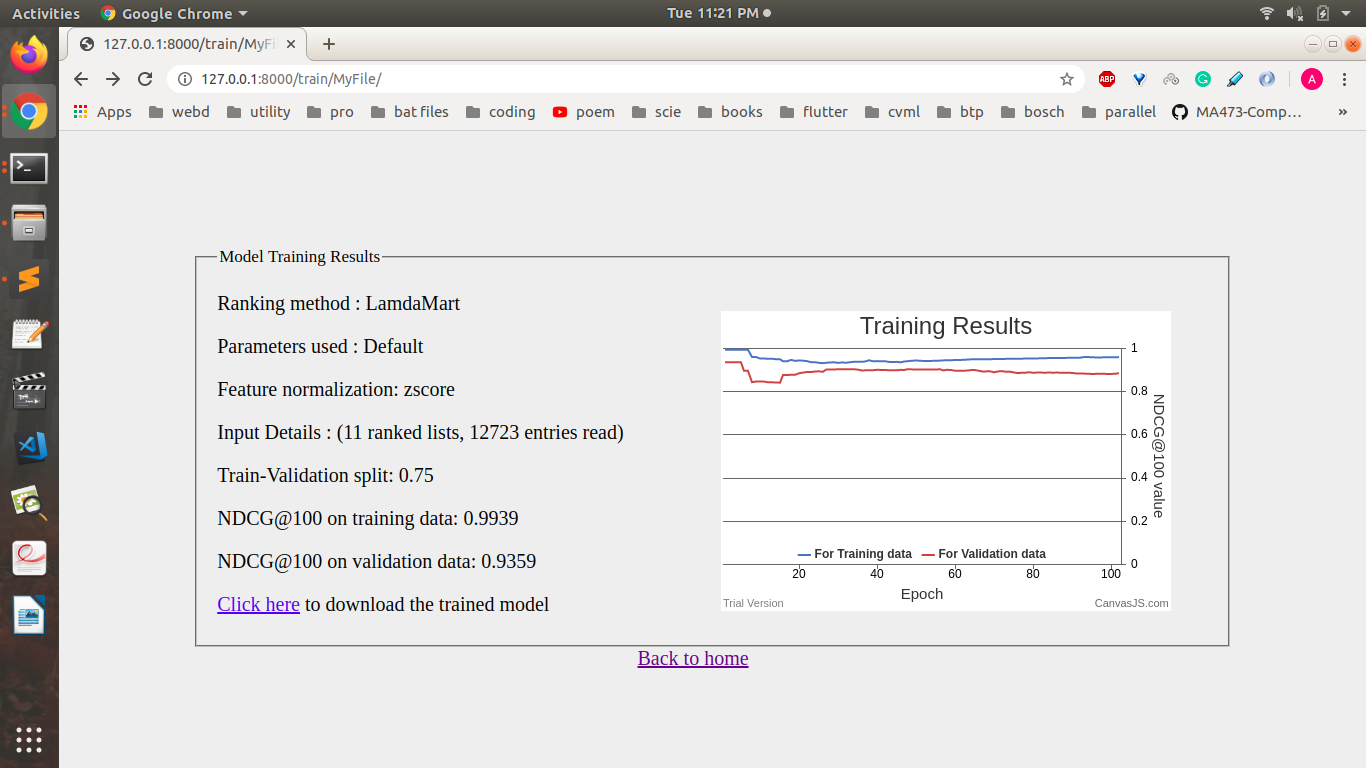 Activities Google Chrome Tue 11:21 PM
127.0.0.1:8000/train/MyFi
127.0.0.1:8000/train/MyFile/ ABP A
Apps webd utility pro bat files coding poem scie books flutter cvml btp bosch parallel MA473-Comp… »
Model Training Results
Ranking method : LamdaMart
Parameters used : Default
Feature normalization: zscore
Input Details : (11 ranked lists, 12723 entries read)
Train-Validation split: 0.75
NDCG@100 on training data: 0.9939
NDCG@100 on validation data: 0.9359
Click here to download the trained model
Training Results
1
0.8
0.6
0.4
0.2
0
NDCG@100 value
For Training data For Validation data
20 40 60 80 100
Epoch
Trial Version CanvasJS.com
Back to home